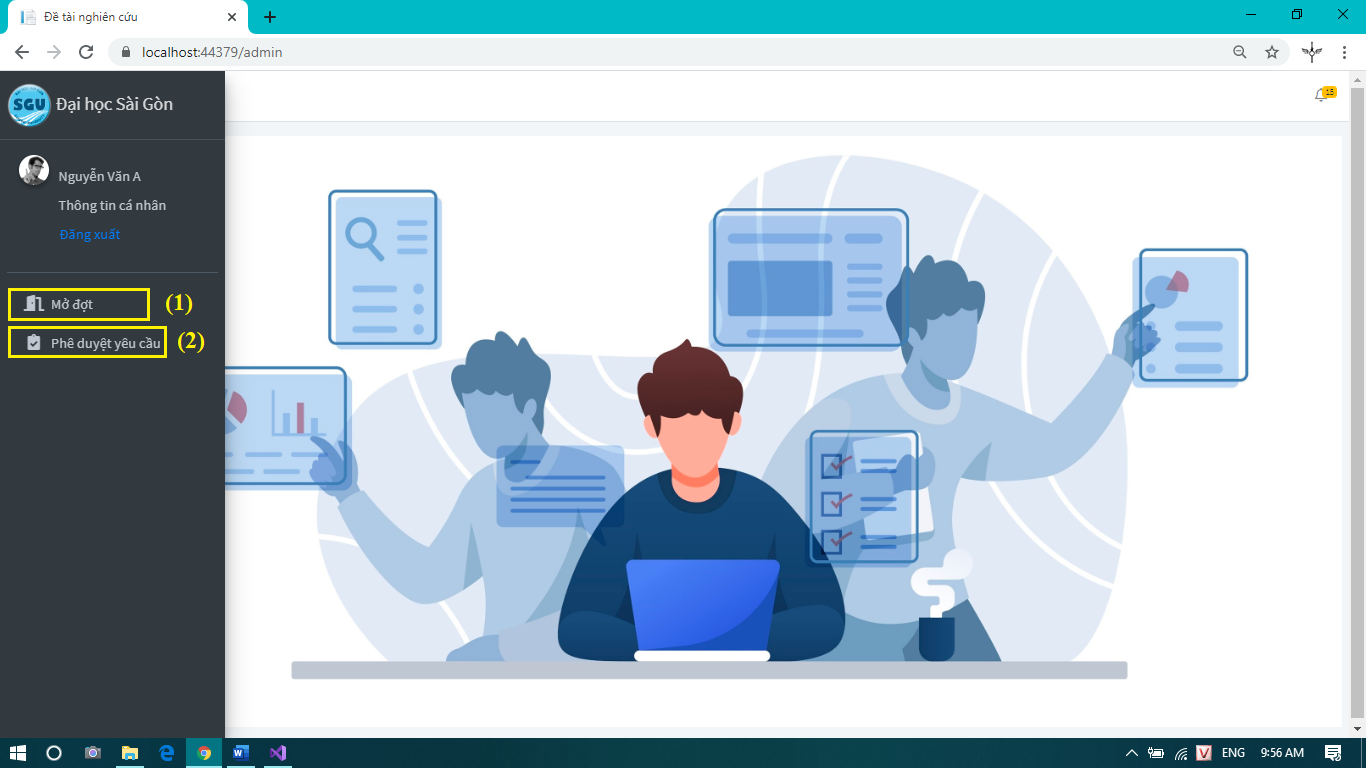 Đề tài nghiên cứu
localhost:44379/admin
SGU
Đại học Sài Gòn
15
Nguyễn Văn A
Thông tin cá nhân
Đăng xuất
Mở đợt (1)
Phê duyệt yêu cầu (2)
ENG 9:56 AM